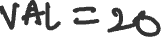 VAL = 20